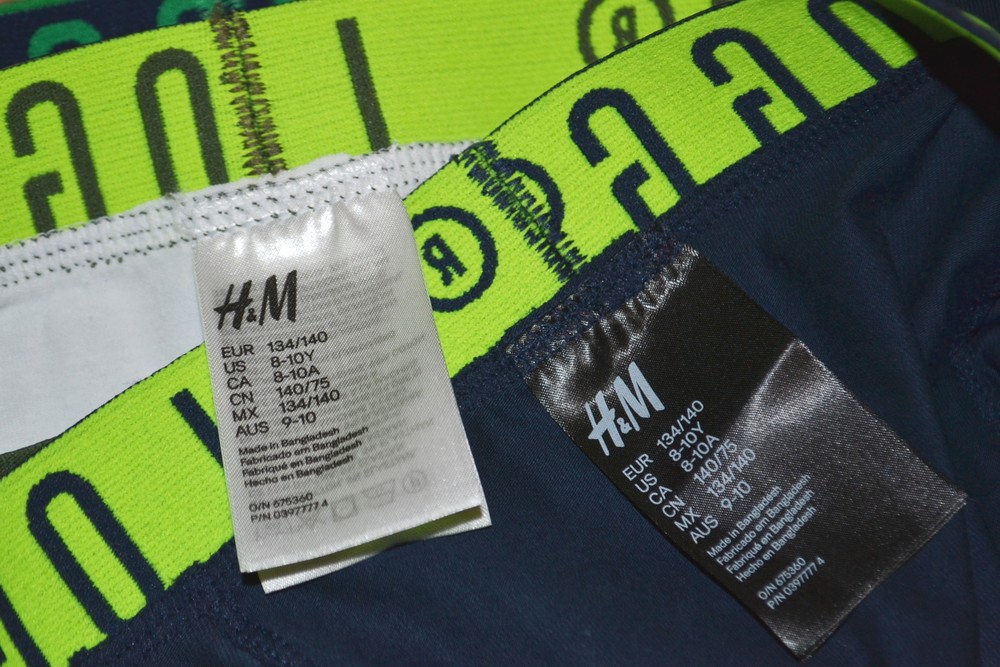 H&M
EUR 134/140
US 8-10Y
CA 8-10A
CN 140/75
MX 134/140
AUS 9-10
Made in Bangladesh
Fabricado em Bangladesh
Fabriqué en Bangladesh
Hecho en Bangladesh
O/N 675360
P/N 0397777 4
H&M
EUR 134/140
US 8-10Y
CA 8-10A
CN 140/75
MX 134/140
AUS 9-10
Made in Bangladesh
Fabricado em Bangladesh
Fabriqué en Bangladesh
Hecho en Bangladesh
O/N 675360
P/N 0397777 4